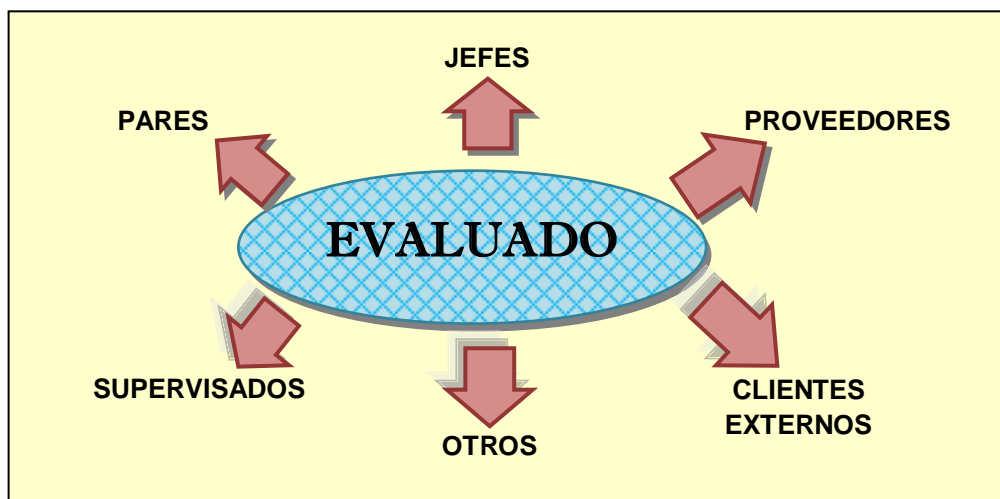 JEFES
PARES
PROVEEDORES
EVALUADO
SUPERVISADOS
CLIENTES
EXTERNOS
OTROS